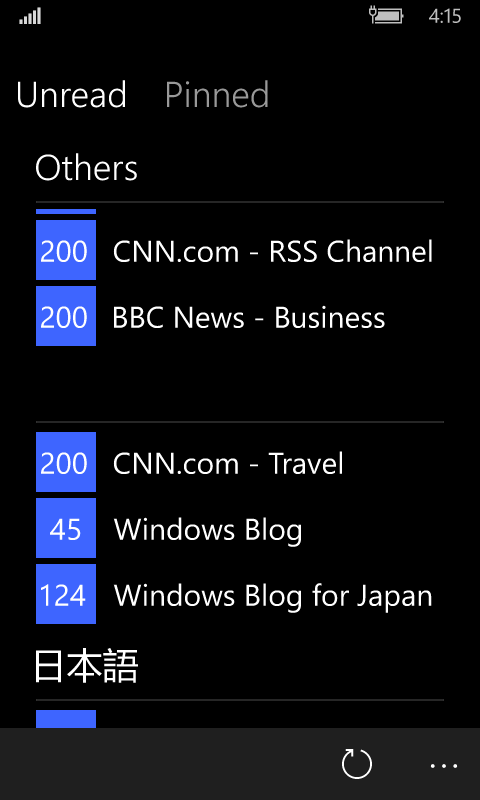 4:15
Unread Pinned
Others
200 CNN.com - RSS Channel
200 BBC News - Business
200 CNN.com - Travel
45 Windows Blog
124 Windows Blog for Japan
日本語